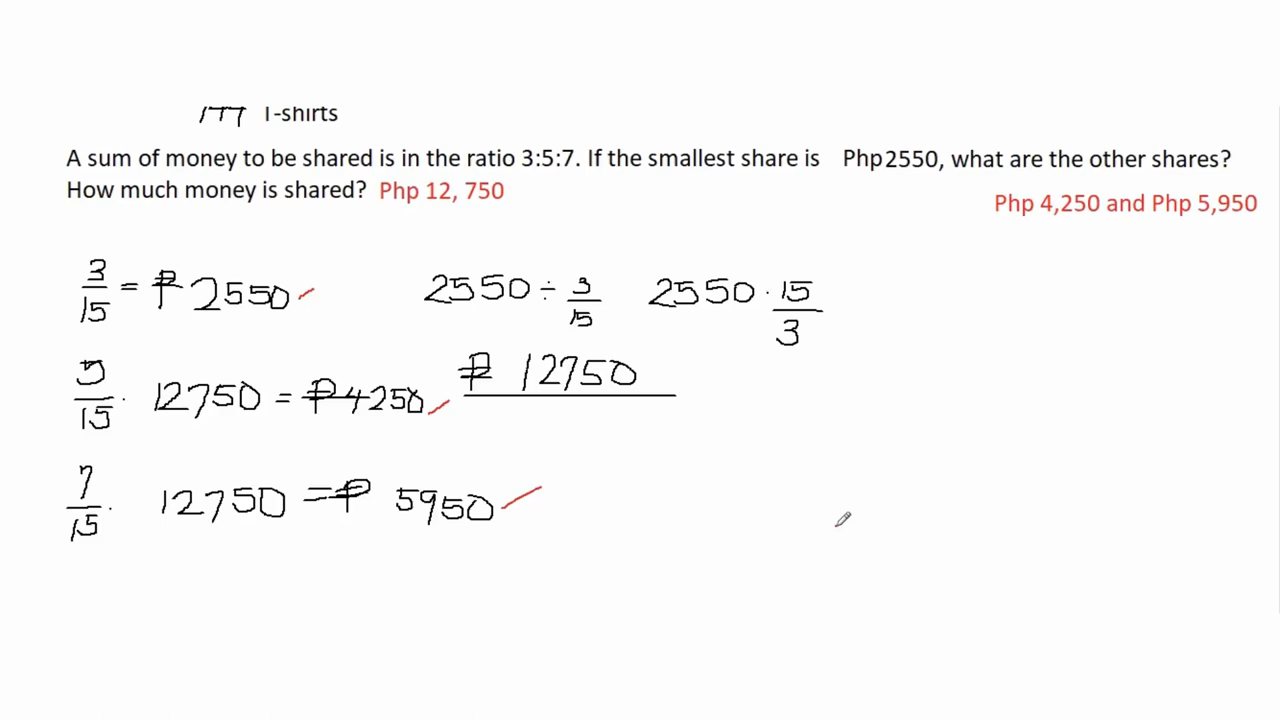 T-shirts
A sum of money to be shared is in the ratio 3:5:7. If the smallest share is Php2550, what are the other shares?
How much money is shared? Php 12, 750
Php 4,250 and Php 5,950
3/15 = ₱ 2550 2550 ÷ 3/15 2550 · 15/3
₱ 12750
5/15 · 12750 = ₱4250
7/15 · 12750 = ₱ 5950